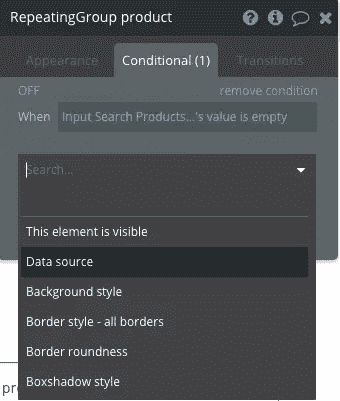 RepeatingGroup product
Appearance
Conditional (1)
Transitions
OFF
remove condition
When
Input Search Products...'s value is empty
Search...
This element is visible
Data source
Background style
Border style - all borders
Border roundness
Boxshadow style
pr